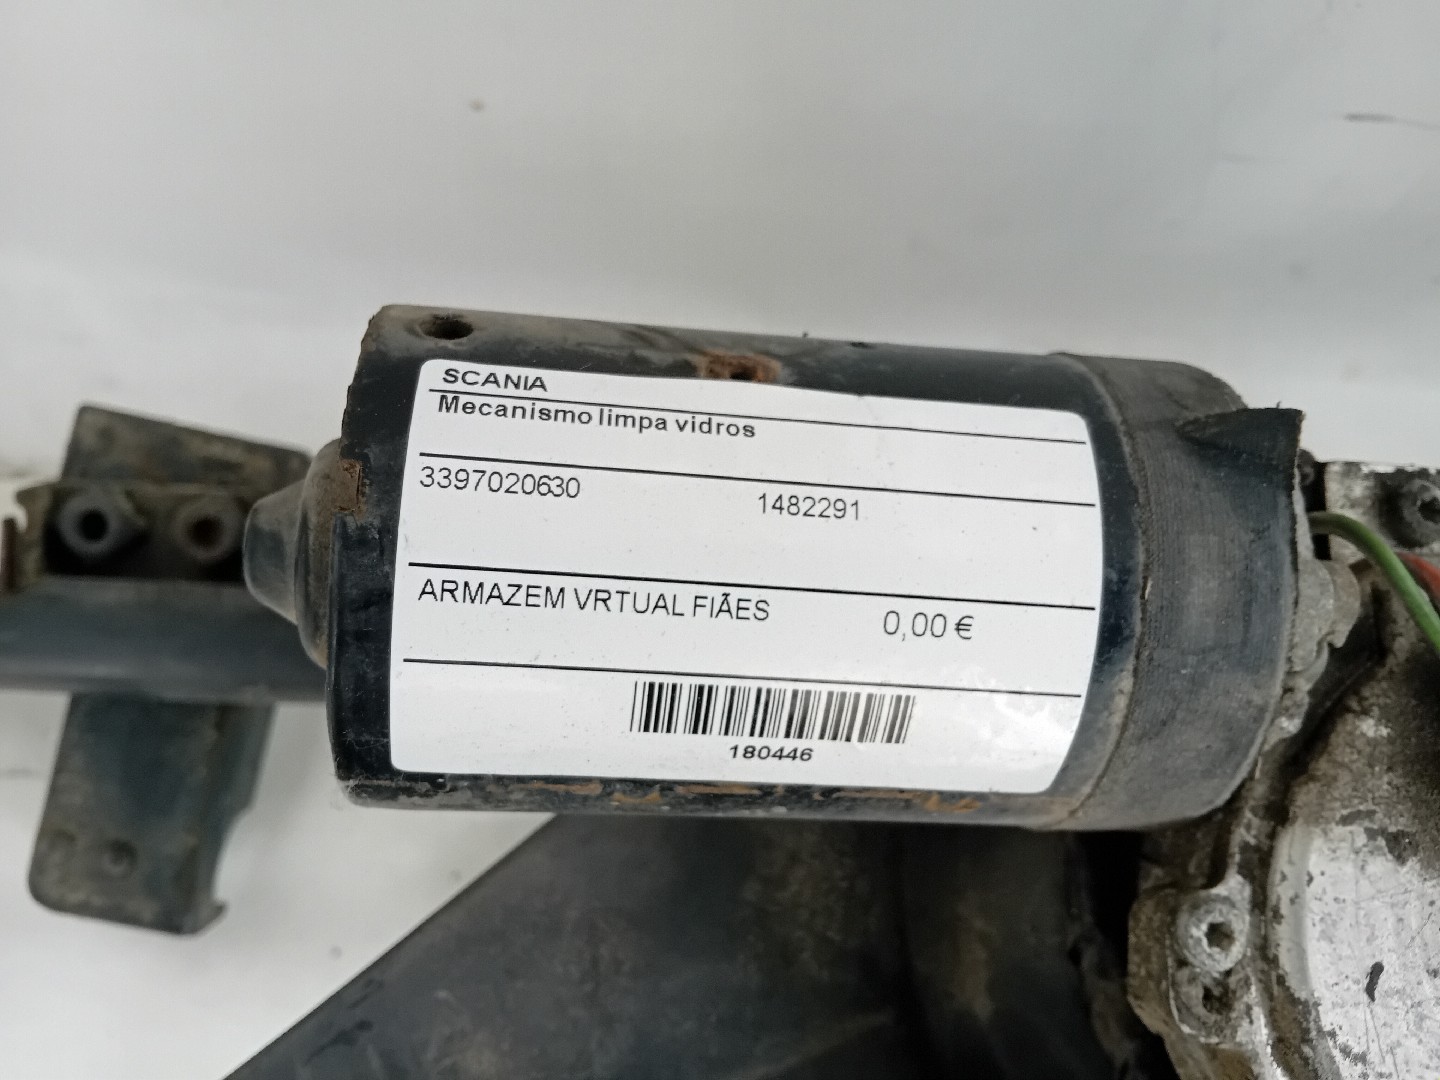 SCANIA
Mecanismo limpa vidros
3397020630 1482291
ARMAZEM VRTUAL FIÃES 0,00 €
180446